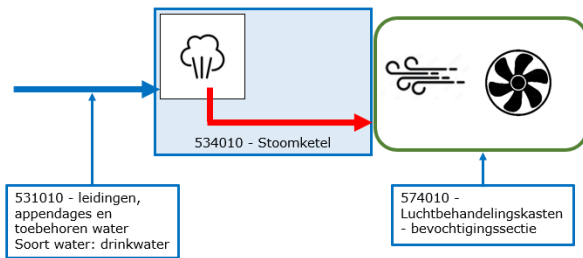 534010 - Stoomketel
531010 - leidingen,
appendages en
toebehoren water
Soort water: drinkwater
574010 -
Luchtbehandelingskasten
- bevochtigingssectie